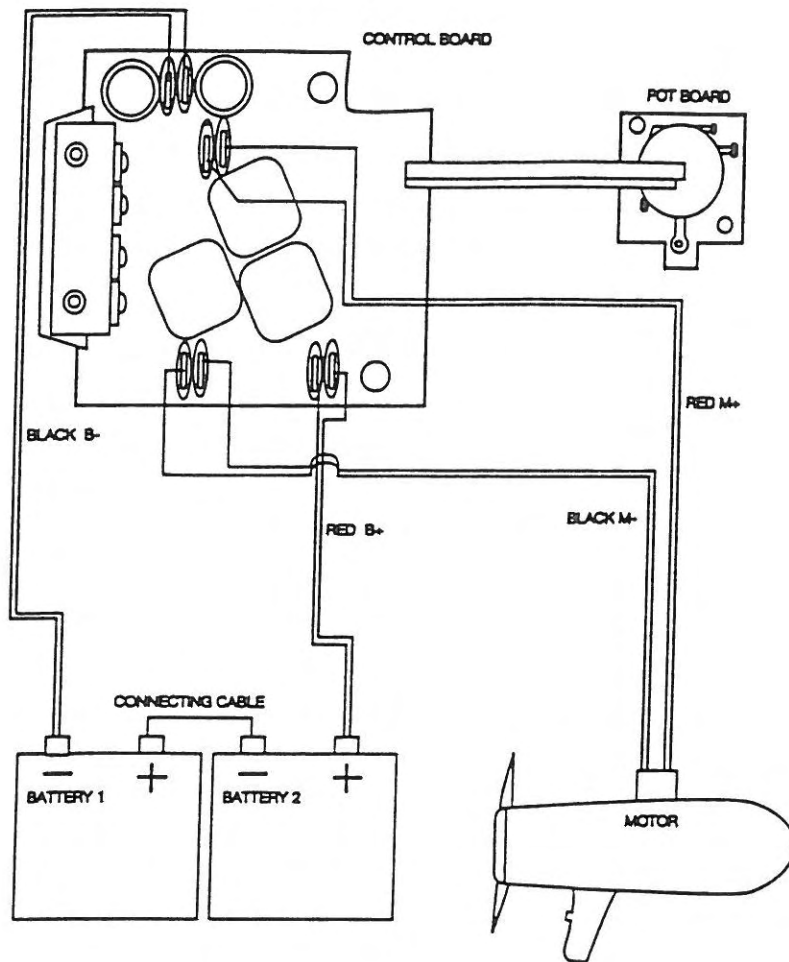 CONTROL BOARD
POT BOARD
RED M+
BLACK B-
BLACK M-
RED B+
CONNECTING CABLE
- + - +
BATTERY 1 BATTERY 2
MOTOR